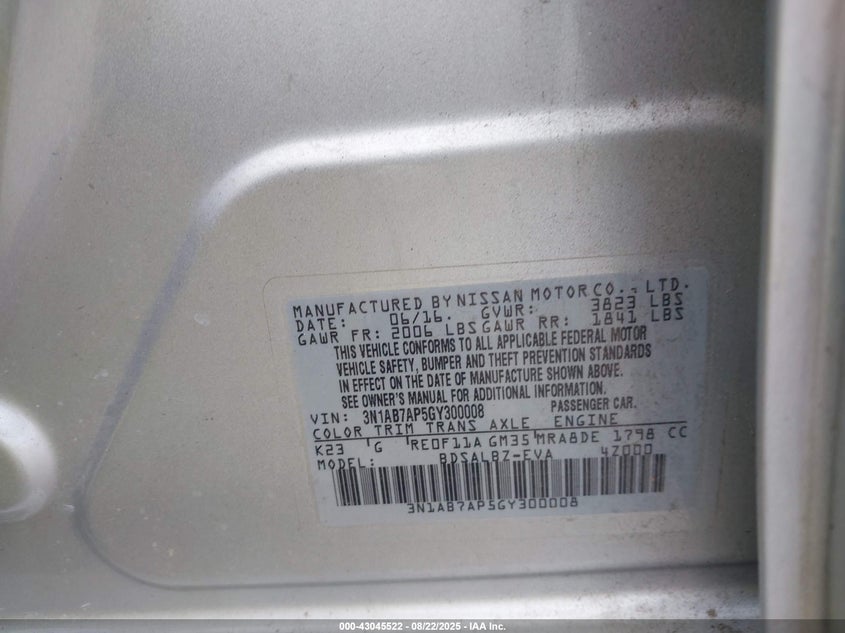 MANUFACTURED BY NISSAN MOTOR CO., LTD.
DATE: 06/16. GVWR: 3823 LBS
GAWR FR: 2006 LBS GAWR RR: 1841 LBS
THIS VEHICLE CONFORMS TO ALL APPLICABLE FEDERAL MOTOR
VEHICLE SAFETY, BUMPER AND THEFT PREVENTION STANDARDS
IN EFFECT ON THE DATE OF MANUFACTURE SHOWN ABOVE.
SEE OWNER'S MANUAL FOR ADDITIONAL INFORMATION.
VIN: 3N1AB7AP5GY300008 PASSENGER CAR.
COLOR TRIM TRANS AXLE ENGINE
K23 G RE0F11A GM35 MRA8DE 1798 CC
MODEL: BDSALBZ-EVA 4Z000
3N1AB7AP5GY300008
000-43045522 - 08/22/2025 - IAA Inc.